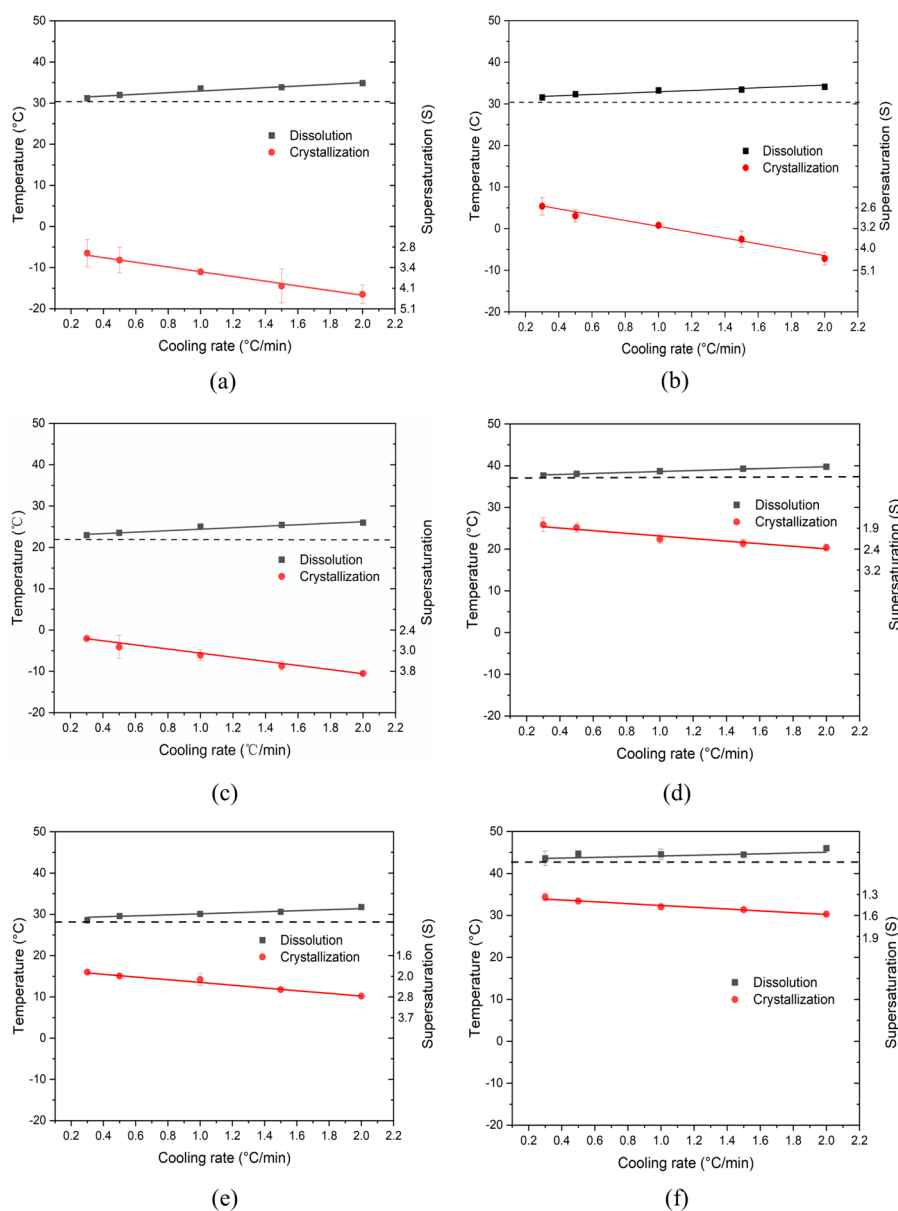 50
40
30
20
10
0
-10
-20
Temperature (°C)
Dissolution
Crystallization
2.8
3.4
4.1
5.1
Supersaturation (S)
0.2 0.4 0.6 0.8 1.0 1.2 1.4 1.6 1.8 2.0 2.2
Cooling rate (°C/min)
(a)
50
40
30
20
10
0
-10
-20
Temperature (C)
Dissolution
Crystallization
2.6
3.2
4.0
5.1
Supersaturation (S)
0.2 0.4 0.6 0.8 1.0 1.2 1.4 1.6 1.8 2.0 2.2
Cooling rate (°C/min)
(b)
50
40
30
20
10
0
-10
-20
Temperature (℃)
Dissolution
Crystallization
2.4
3.0
3.8
Supersaturation
0.2 0.4 0.6 0.8 1.0 1.2 1.4 1.6 1.8 2.0 2.2
Cooling rate (℃/min)
(c)
50
40
30
20
10
0
-10
-20
Temperature (°C)
Dissolution
Crystallization
1.9
2.4
3.2
Supersaturation (S)
0.2 0.4 0.6 0.8 1.0 1.2 1.4 1.6 1.8 2.0 2.2
Cooling rate (°C/min)
(d)
50
40
30
20
10
0
-10
-20
Temperature (°C)
Dissolution
Crystallization
1.6
2.0
2.8
3.7
Supersaturation (S)
0.2 0.4 0.6 0.8 1.0 1.2 1.4 1.6 1.8 2.0 2.2
Cooling rate (°C/min)
(e)
50
40
30
20
10
0
-10
-20
Temperature (°C)
Dissolution
Crystallization
1.3
1.6
1.9
Supersaturation (S)
0.2 0.4 0.6 0.8 1.0 1.2 1.4 1.6 1.8 2.0 2.2
Cooling rate (°C/min)
(f)